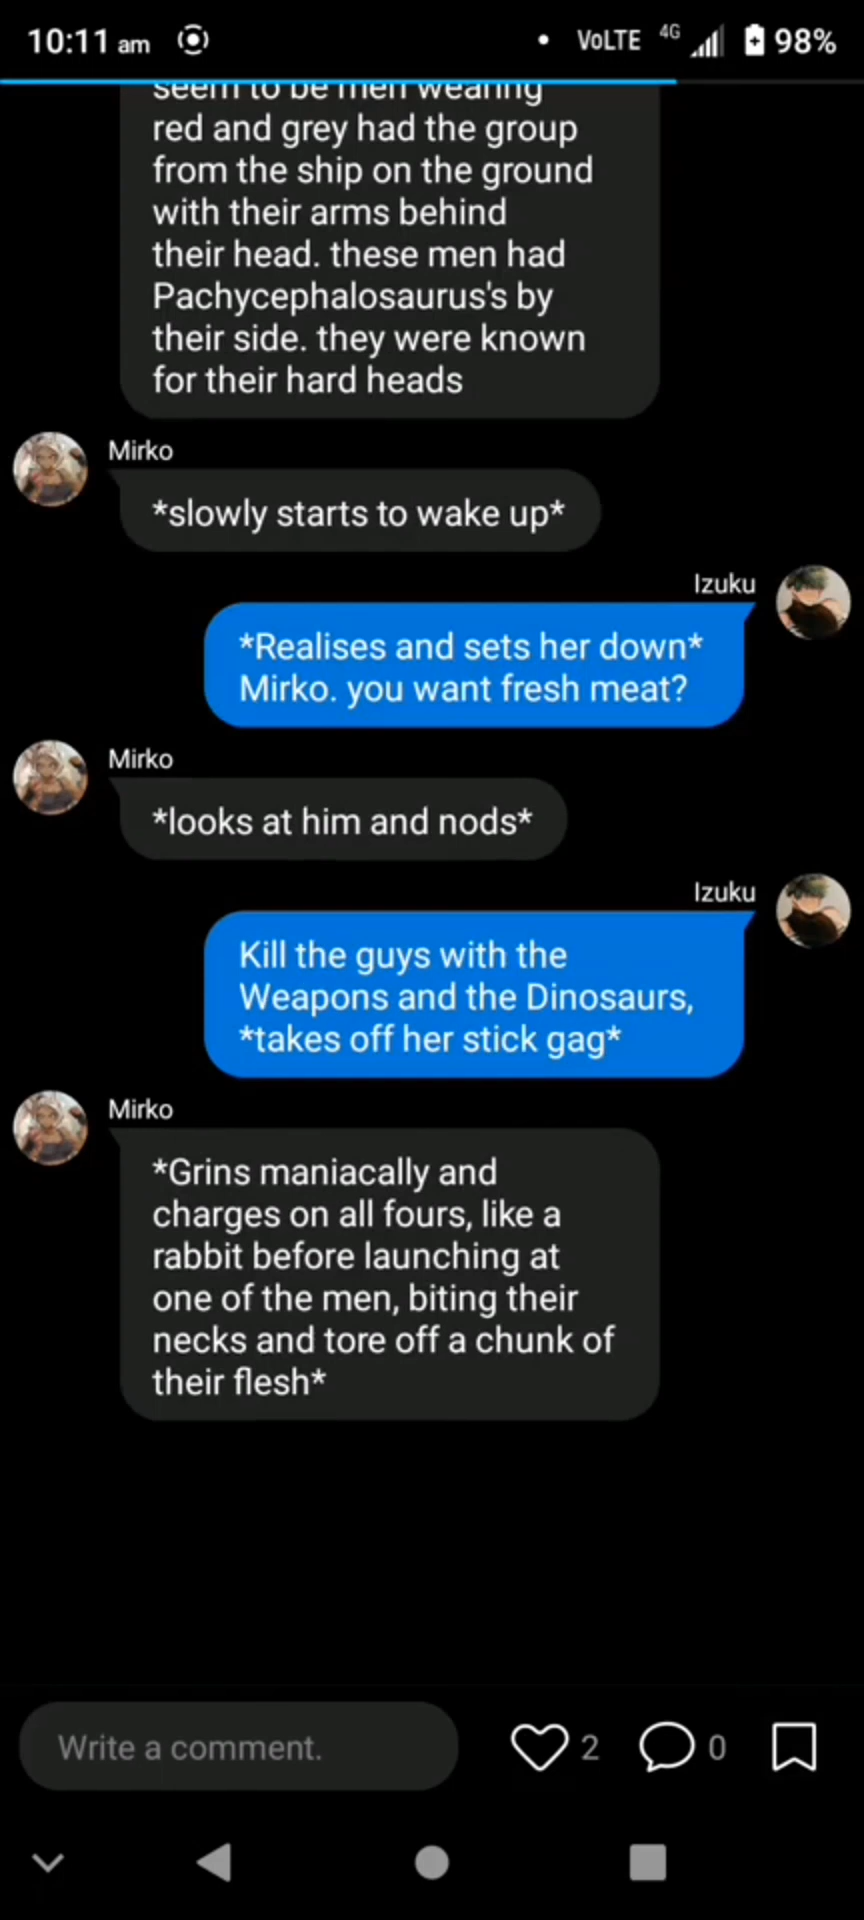 10:11 am VoLTE 4G 98%
seem to be men wearing
red and grey had the group
from the ship on the ground
with their arms behind
their head. these men had
Pachycephalosaurus's by
their side. they were known
for their hard heads
Mirko
*slowly starts to wake up*
Izuku
*Realises and sets her down*
Mirko. you want fresh meat?
Mirko
*looks at him and nods*
Izuku
Kill the guys with the
Weapons and the Dinosaurs,
*takes off her stick gag*
Mirko
*Grins maniacally and
charges on all fours, like a
rabbit before launching at
one of the men, biting their
necks and tore off a chunk of
their flesh*
Write a comment. 2 0